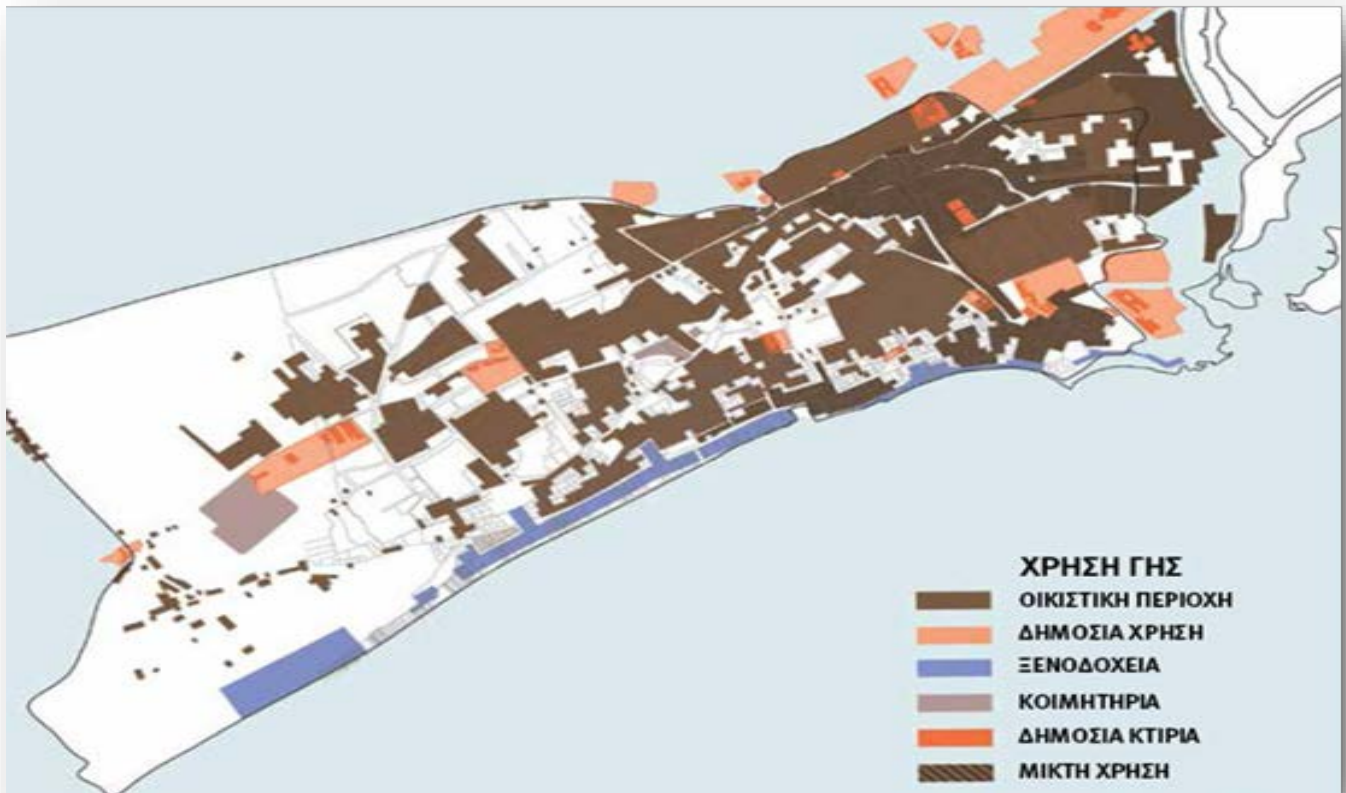 ΧΡΗΣΗ ΓΗΣ
ΟΙΚΙΣΤΙΚΗ ΠΕΡΙΟΧΗ
ΔΗΜΟΣΙΑ ΧΡΗΣΗ
ΞΕΝΟΔΟΧΕΙΑ
ΚΟΙΜΗΤΗΡΙΑ
ΔΗΜΟΣΙΑ ΚΤΙΡΙΑ
ΜΙΚΤΗ ΧΡΗΣΗ